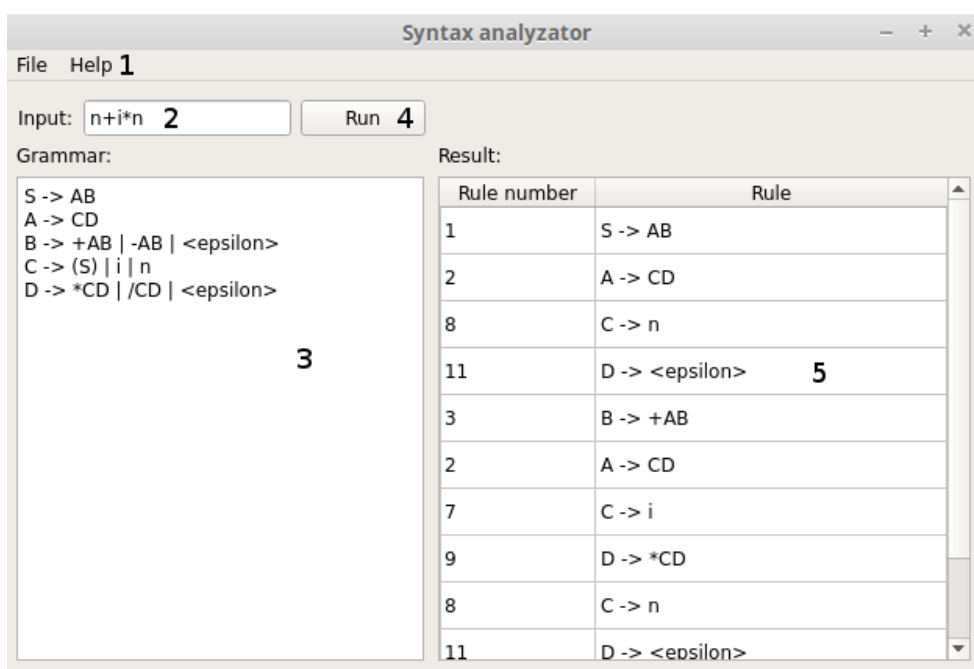 Syntax analyzator
File Help 1
Input: n+i*n 2 Run 4
Grammar:
S -> AB
A -> CD
B -> +AB | -AB | <epsilon>
C -> (S) | i | n
D -> *CD | /CD | <epsilon>
3
Result:
Rule number Rule
1 S -> AB
2 A -> CD
8 C -> n
11 D -> <epsilon> 5
3 B -> +AB
2 A -> CD
7 C -> i
9 D -> *CD
8 C -> n
11 D -> <epsilon>